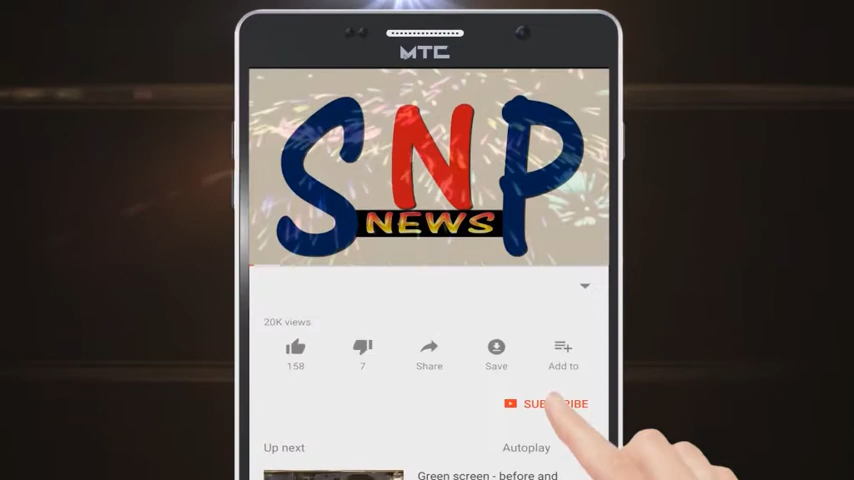 MTC
SNP
NEWS
20K views
158
7
Share
Save
Add to
Up next
Autoplay
Green screen - before and